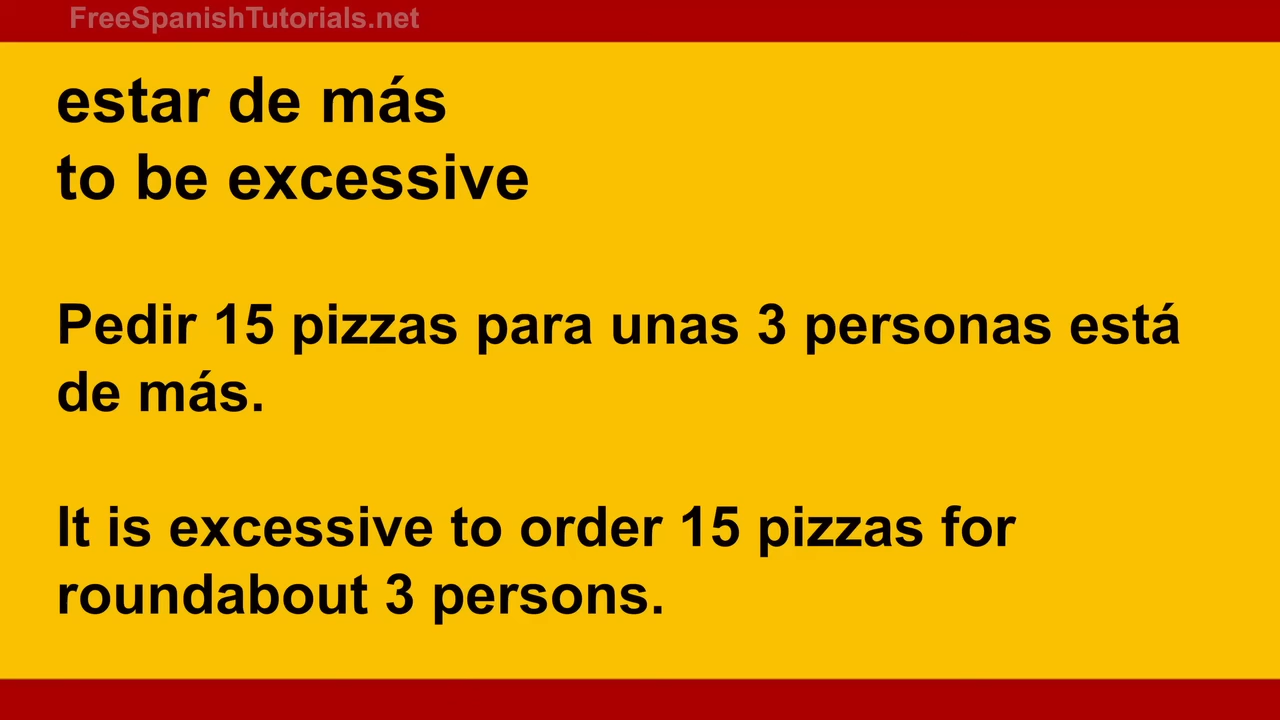 FreeSpanishTutorials.net
estar de más
to be excessive
Pedir 15 pizzas para unas 3 personas está
de más.
It is excessive to order 15 pizzas for
roundabout 3 persons.